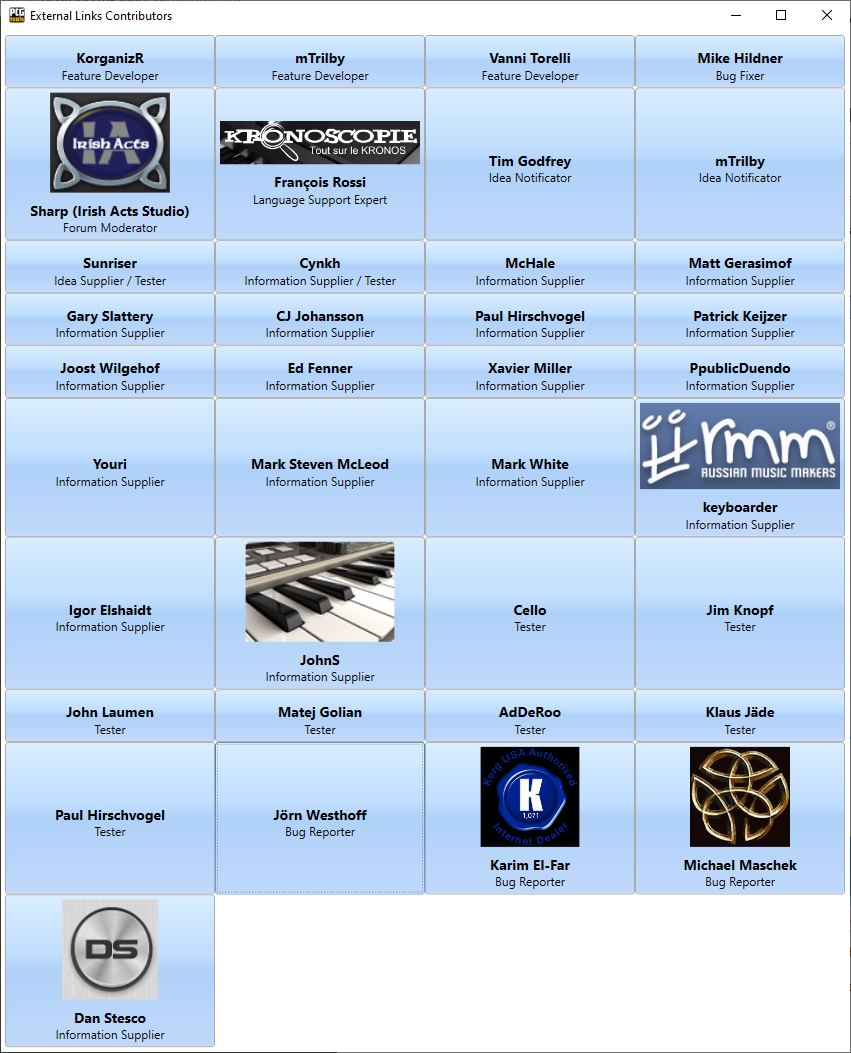 PCG
tools
External Links Contributors
KorganizR
Feature Developer
mTrilby
Feature Developer
Vanni Torelli
Feature Developer
Mike Hildner
Bug Fixer
IA
Irish Acts
Sharp (Irish Acts Studio)
Forum Moderator
KRONOSCOPIE
Tout sur le KRONOS
François Rossi
Language Support Expert
Tim Godfrey
Idea Notificator
mTrilby
Idea Notificator
Sunriser
Idea Supplier / Tester
Cynkh
Information Supplier / Tester
McHale
Information Supplier
Matt Gerasimof
Information Supplier
Gary Slattery
Information Supplier
CJ Johansson
Information Supplier
Paul Hirschvogel
Information Supplier
Patrick Keijzer
Information Supplier
Joost Wilgehof
Information Supplier
Ed Fenner
Information Supplier
Xavier Miller
Information Supplier
PpublicDuendo
Information Supplier
Youri
Information Supplier
Mark Steven McLeod
Information Supplier
Mark White
Information Supplier
rmm®
RUSSIAN MUSIC MAKERS
keyboarder
Information Supplier
Igor Elshaidt
Information Supplier
JohnS
Information Supplier
Cello
Tester
Jim Knopf
Tester
John Laumen
Tester
Matej Golian
Tester
AdDeRoo
Tester
Klaus Jäde
Tester
Paul Hirschvogel
Tester
Jörn Westhoff
Bug Reporter
Korg USA Authorized
K
1,071
Internet Dealer
Karim El-Far
Bug Reporter
Michael Maschek
Bug Reporter
DS
Dan Stesco
Information Supplier